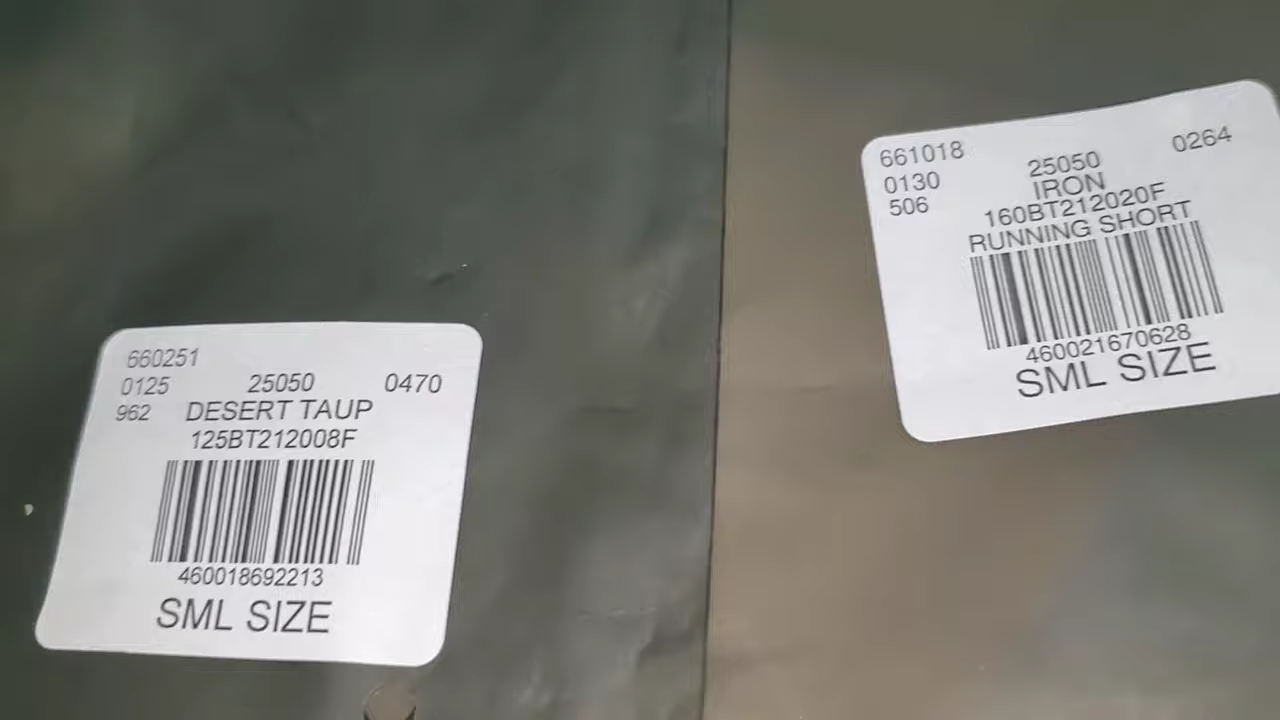 660251
0125 25050 0470
962 DESERT TAUP
125BT212008F
460018692213
SML SIZE
661018 0264
0130 25050
506 IRON
160BT212020F
RUNNING SHORT
460021670628
SML SIZE